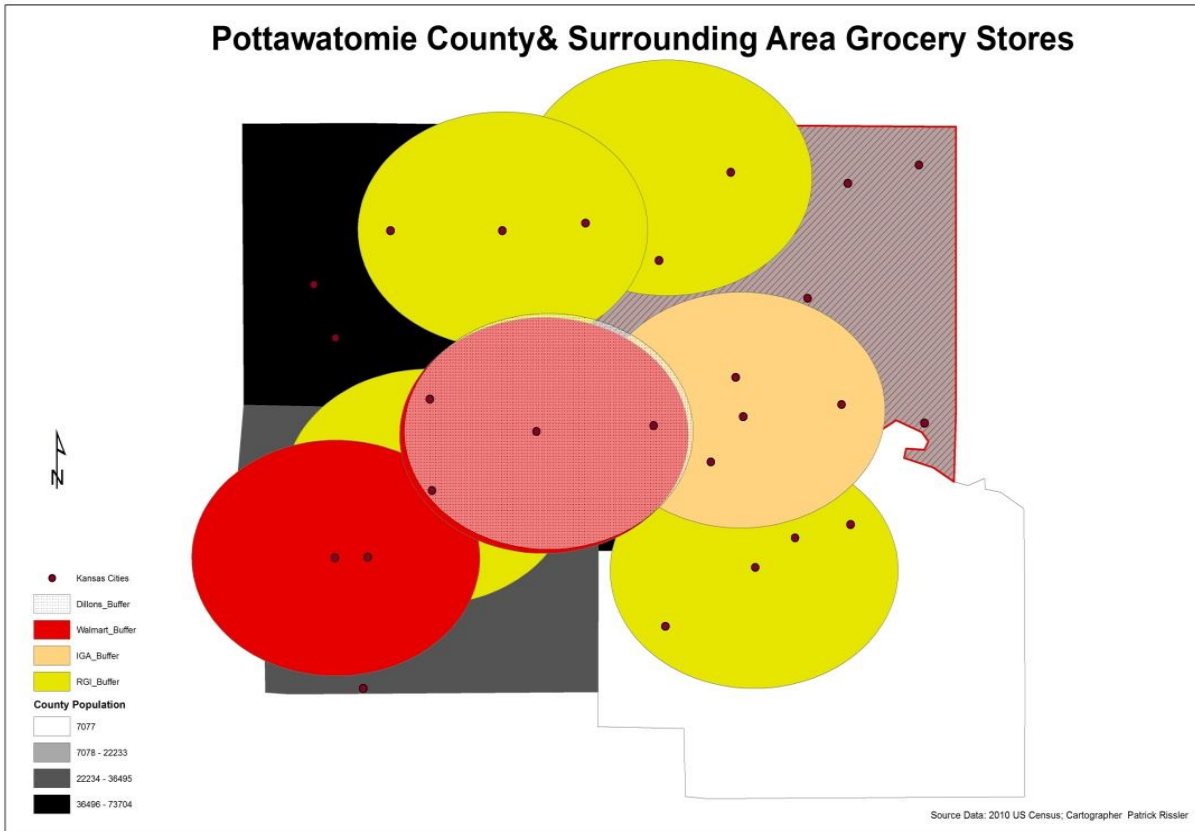 Pottawatomie County& Surrounding Area Grocery Stores
N
Kansas Cities
Dillons_Buffer
Walmart_Buffer
IGA_Buffer
RGI_Buffer
County Population
7077
7078 - 22233
22234 - 36495
36496 - 73704
Source Data: 2010 US Census; Cartographer Patrick Rissler